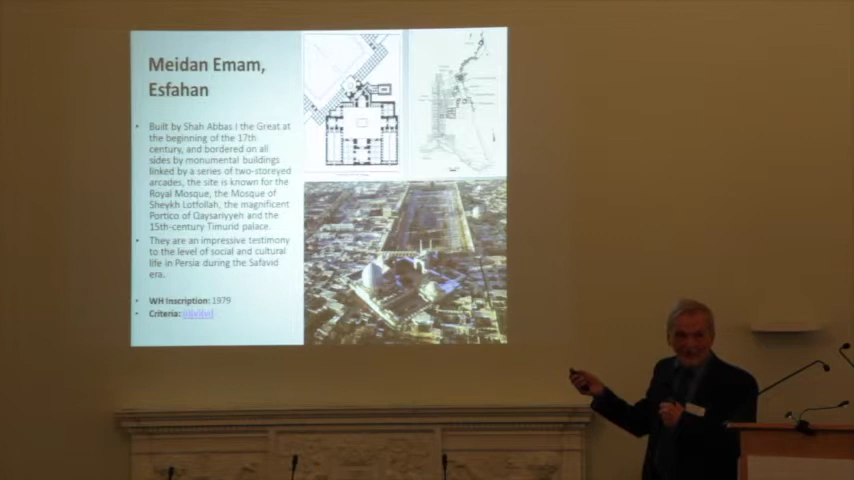 Meidan Emam,
Esfahan
• Built by Shah Abbas I the Great at
the beginning of the 17th
century, and bordered on all
sides by monumental buildings
linked by a series of two-storeyed
arcades, the site is known for the
Royal Mosque, the Mosque of
Sheykh Lotfollah, the magnificent
Portico of Qaysariyyeh and the
15th-century Timurid palace.
• They are an impressive testimony
to the level of social and cultural
life in Persia during the Safavid
era.
• WH Inscription: 1979
• Criteria: